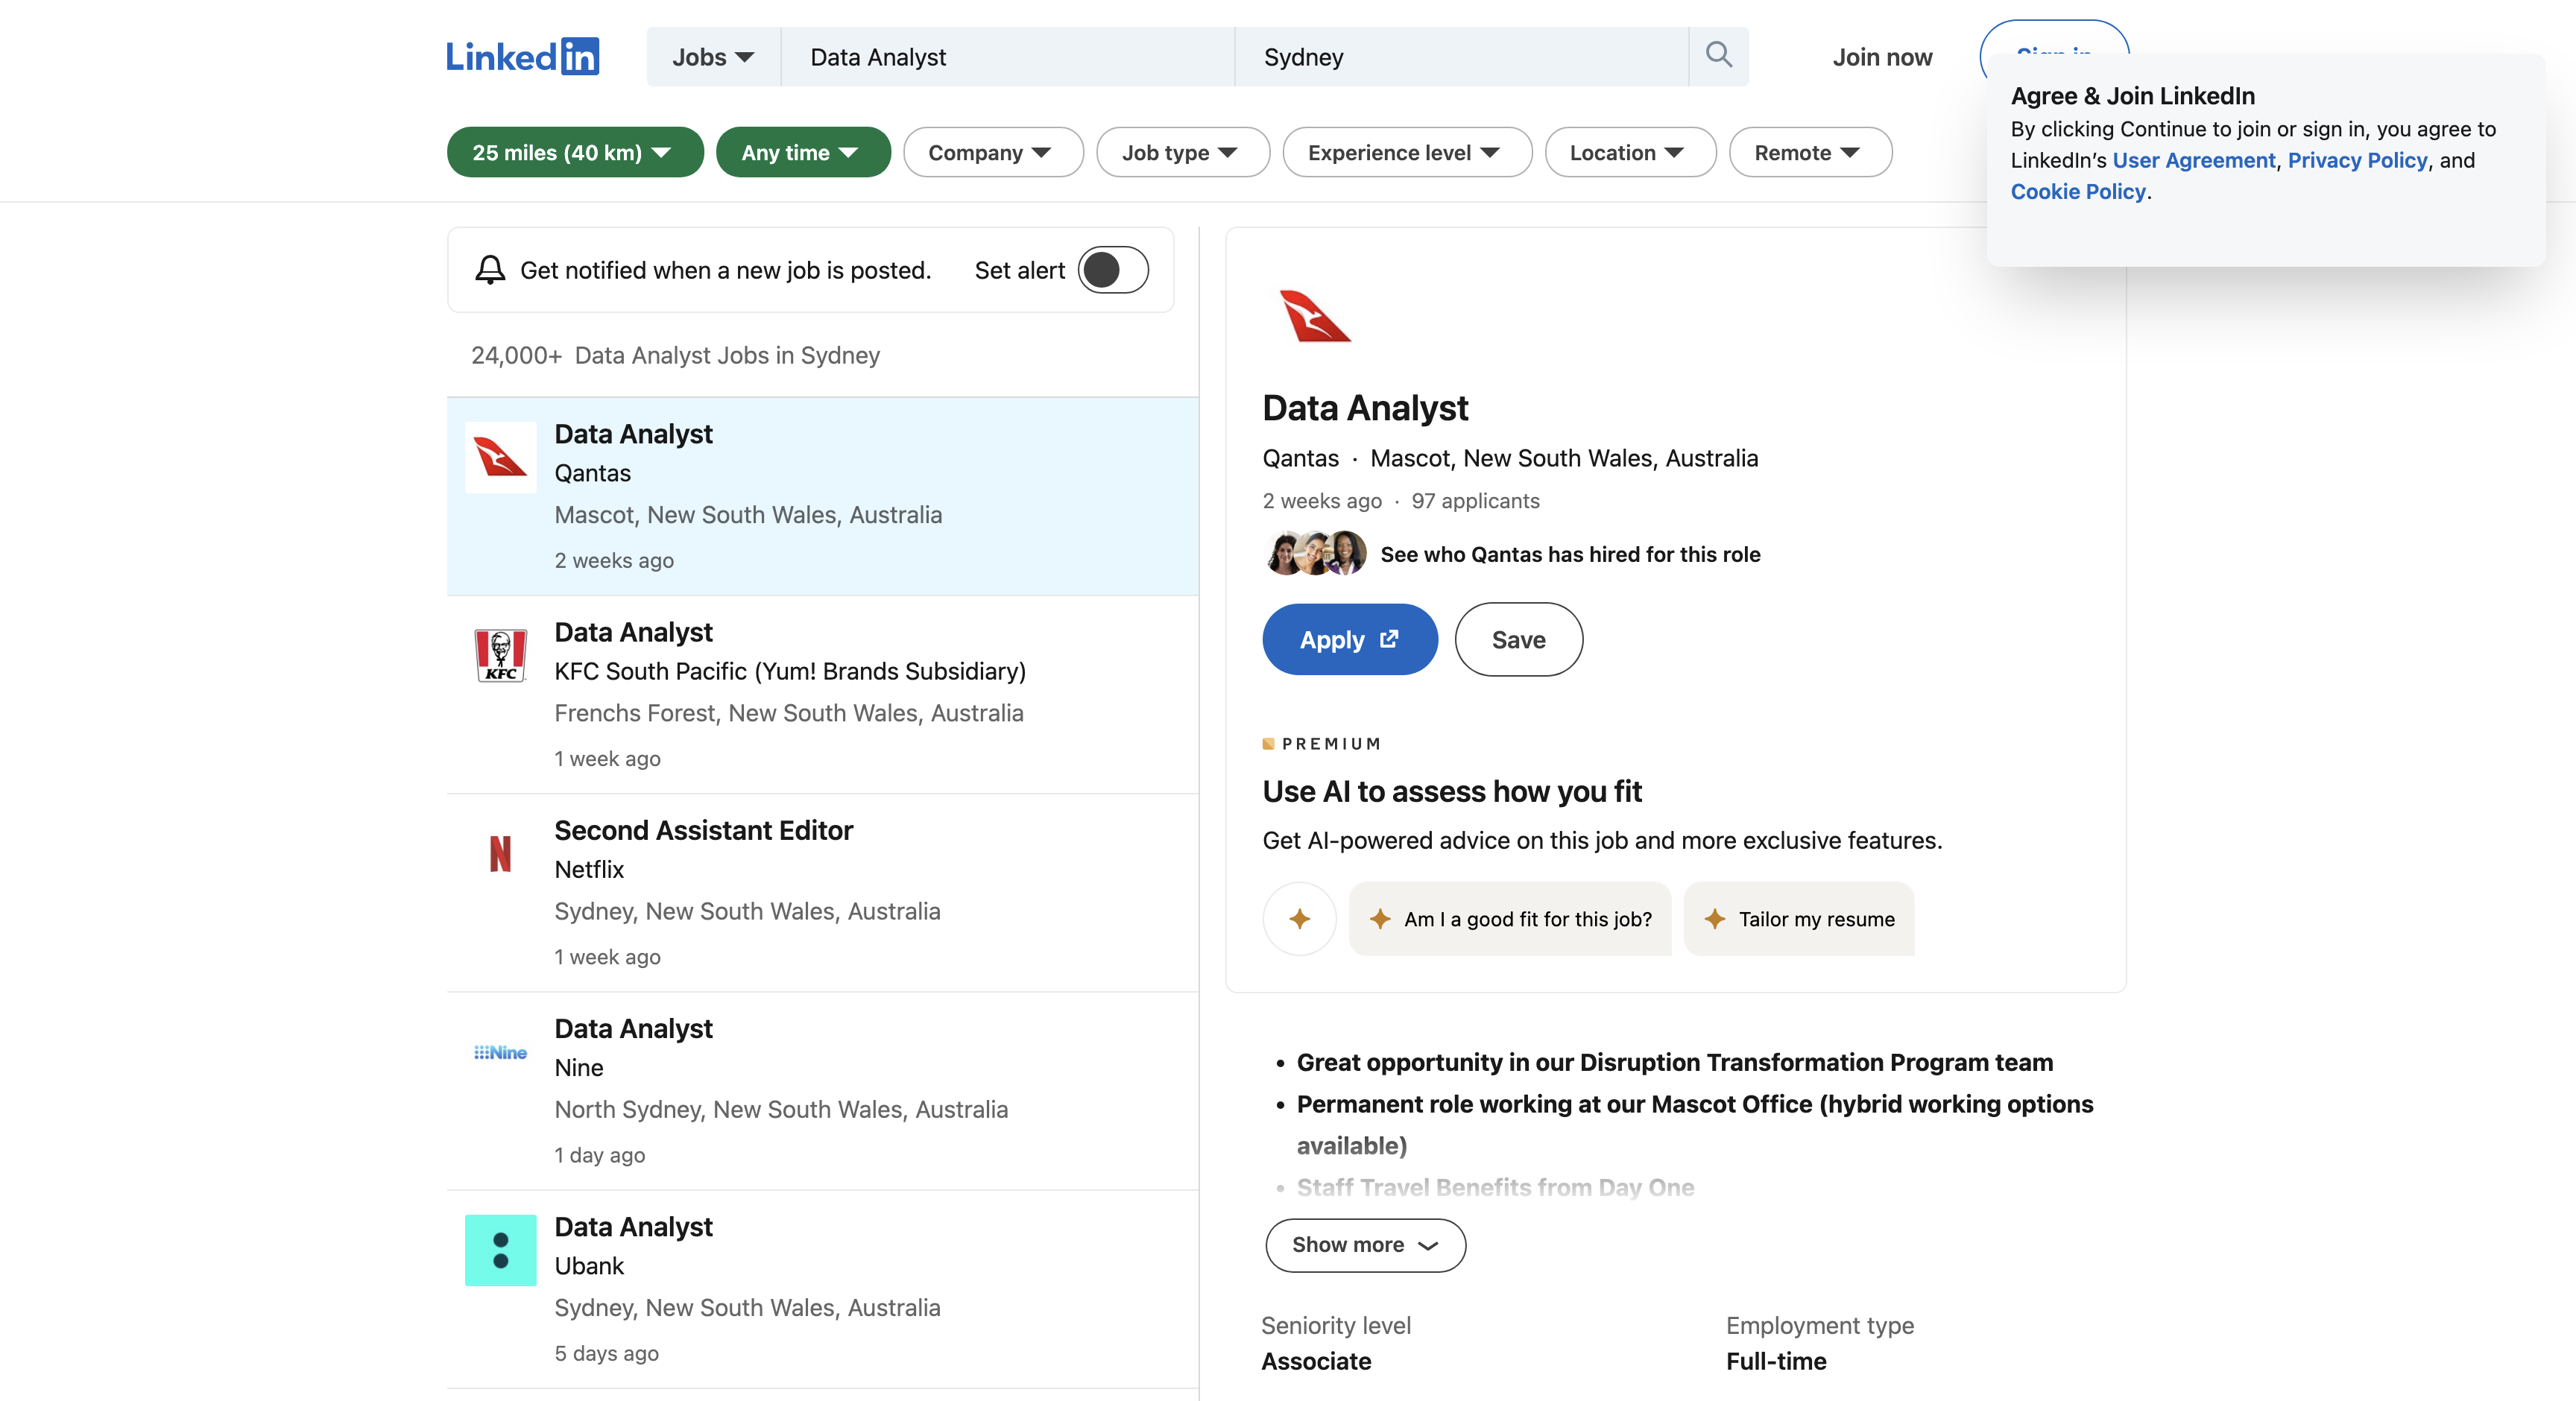 LinkedIn
Jobs
Data Analyst
Sydney
Join now
Sign in
Agree & Join LinkedIn
By clicking Continue to join or sign in, you agree to
LinkedIn’s User Agreement, Privacy Policy, and
Cookie Policy.
25 miles (40 km)
Any time
Company
Job type
Experience level
Location
Remote
Get notified when a new job is posted.
Set alert
24,000+ Data Analyst Jobs in Sydney
Data Analyst
Qantas
Mascot, New South Wales, Australia
2 weeks ago
KFC
Data Analyst
KFC South Pacific (Yum! Brands Subsidiary)
Frenchs Forest, New South Wales, Australia
1 week ago
N
Second Assistant Editor
Netflix
Sydney, New South Wales, Australia
1 week ago
Nine
Data Analyst
Nine
North Sydney, New South Wales, Australia
1 day ago
Data Analyst
Ubank
Sydney, New South Wales, Australia
5 days ago
Data Analyst
Qantas · Mascot, New South Wales, Australia
2 weeks ago · 97 applicants
See who Qantas has hired for this role
Apply
Save
PREMIUM
Use AI to assess how you fit
Get AI-powered advice on this job and more exclusive features.
Am I a good fit for this job?
Tailor my resume
• Great opportunity in our Disruption Transformation Program team
• Permanent role working at our Mascot Office (hybrid working options
available)
• Staff Travel Benefits from Day One
Show more
Seniority level
Associate
Employment type
Full-time